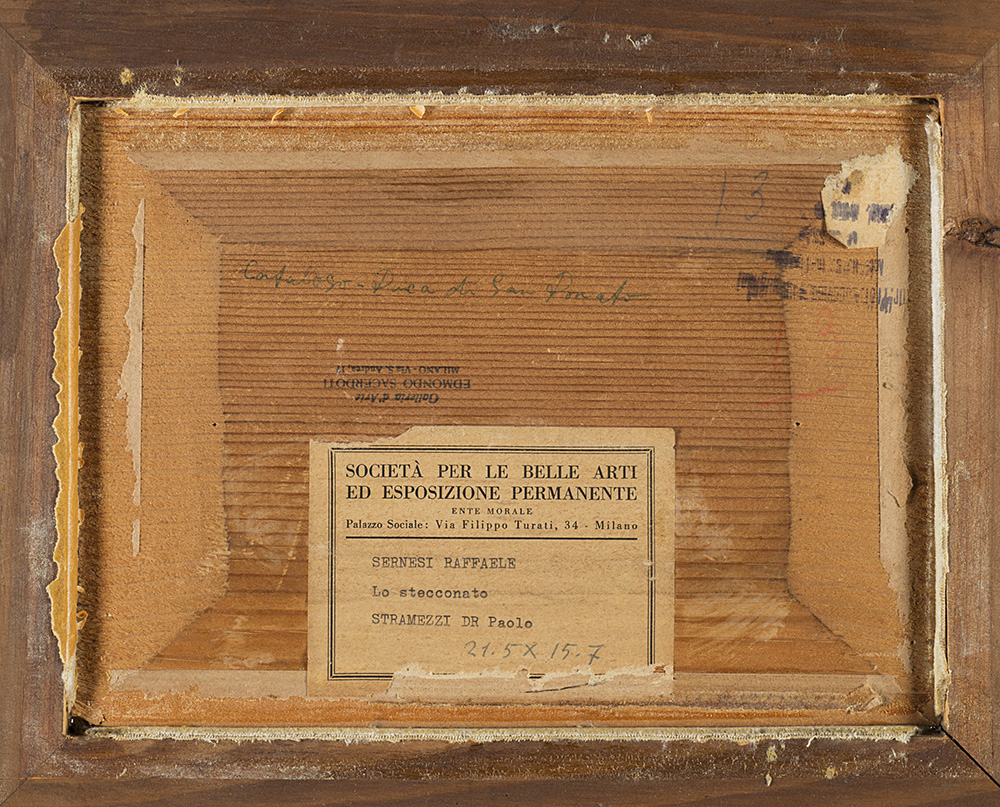 13
Catalogo - Duca di San Donato
Galleria d'Arte
EDMONDO SACERDOTI
MILANO - Via S. Andrea, 17
SOCIETÀ PER LE BELLE ARTI
ED ESPOSIZIONE PERMANENTE
ENTE MORALE
Palazzo Sociale: Via Filippo Turati, 34 - Milano
SERNESI RAFFAELE
Lo stecconato
STRAMEZZI DR Paolo
21.5 X 15.7